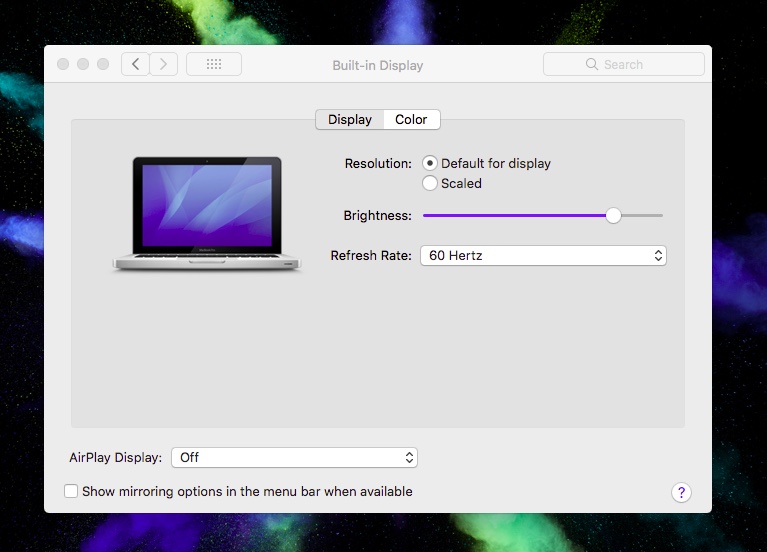 Built-in Display
Search
Display Color
Resolution: Default for display
Scaled
Brightness:
Refresh Rate: 60 Hertz
AirPlay Display: Off
Show mirroring options in the menu bar when available
?